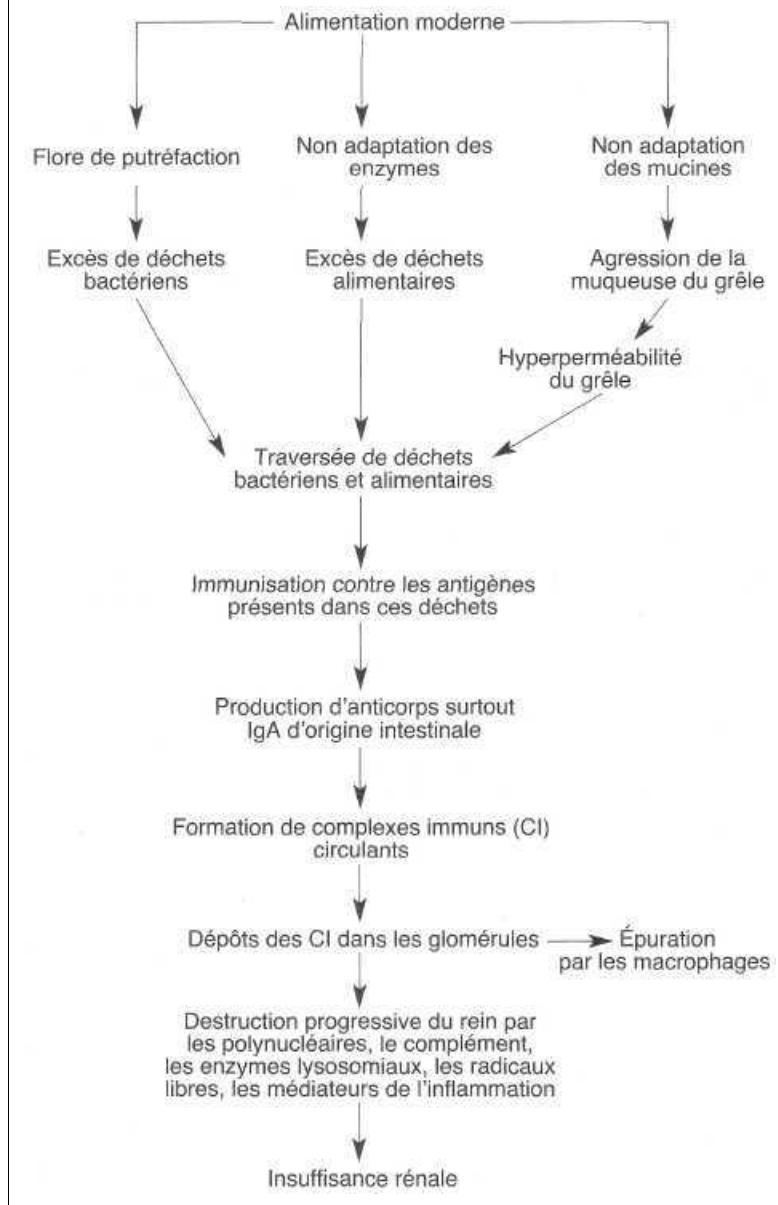 Alimentation moderne
Flore de putréfaction
Non adaptation des
enzymes
Non adaptation
des mucines
Excès de déchets
bactériens
Excès de déchets
alimentaires
Agression de la
muqueuse du grêle
Hyperperméabilité
du grêle
Traversée de déchets
bactériens et alimentaires
Immunisation contre les antigènes
présents dans ces déchets
Production d'anticorps surtout
IgA d'origine intestinale
Formation de complexes immuns (CI)
circulants
Dépôts des CI dans les glomérules
Épuration
par les macrophages
Destruction progressive du rein par
les polynucléaires, le complément,
les enzymes lysosomiaux, les radicaux
libres, les médiateurs de l'inflammation
Insuffisance rénale